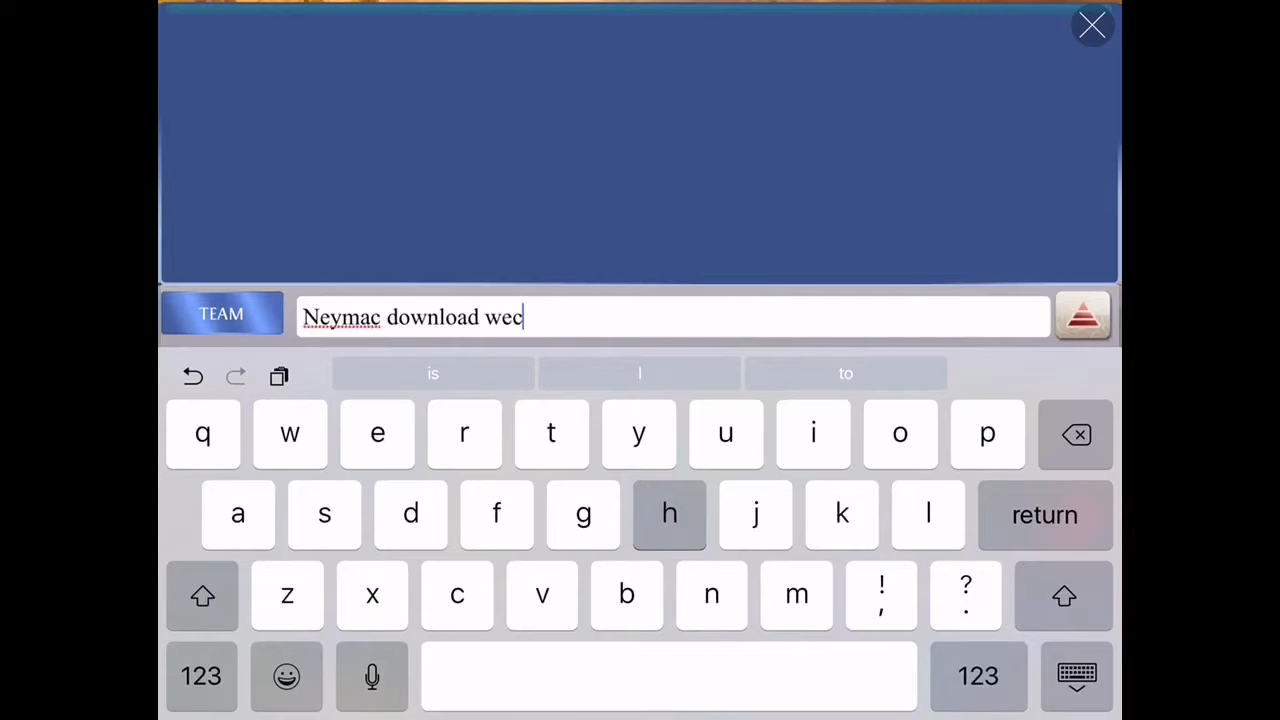 TEAM Neymac download wec
is I to
q w e r t y u i o p
a s d f g h j k l return
z x c v b n m ! , ? .
123 123